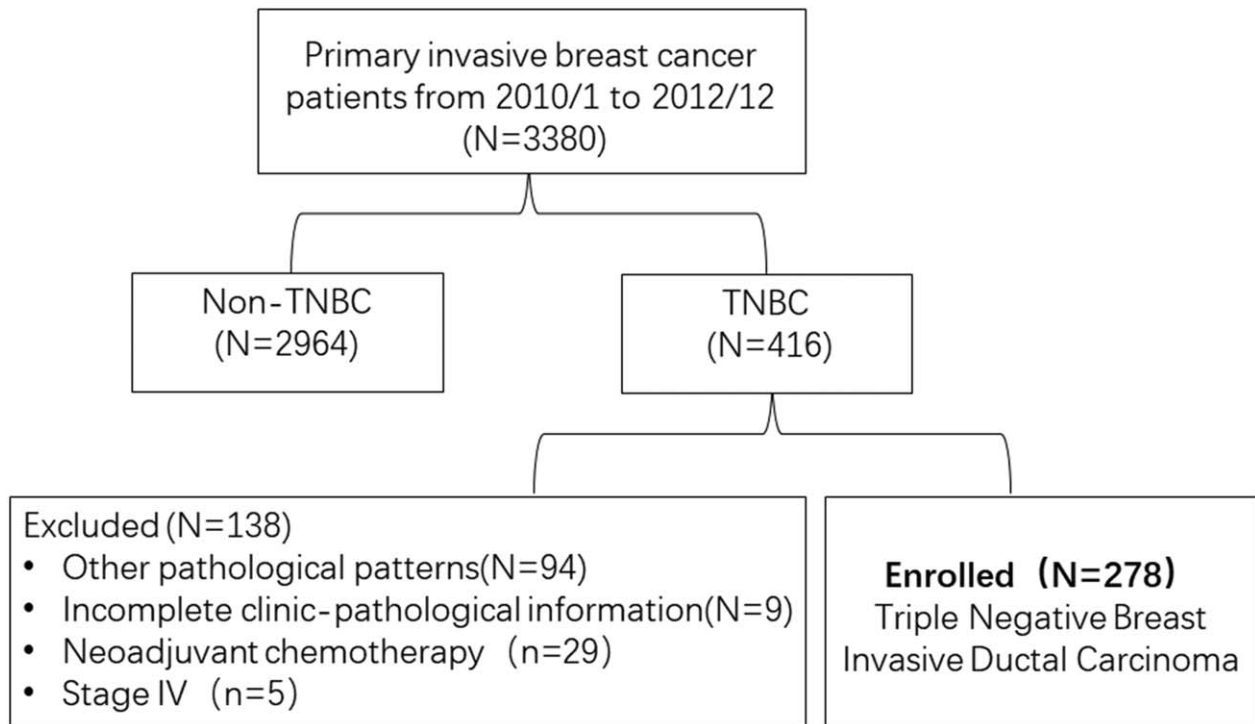 Primary invasive breast cancer
patients from 2010/1 to 2012/12
(N=3380)
Non-TNBC
(N=2964)
TNBC
(N=416)
Excluded (N=138)
• Other pathological patterns(N=94)
• Incomplete clinic-pathological information(N=9)
• Neoadjuvant chemotherapy（n=29）
• Stage IV（n=5）
Enrolled（N=278）
Triple Negative Breast
Invasive Ductal Carcinoma